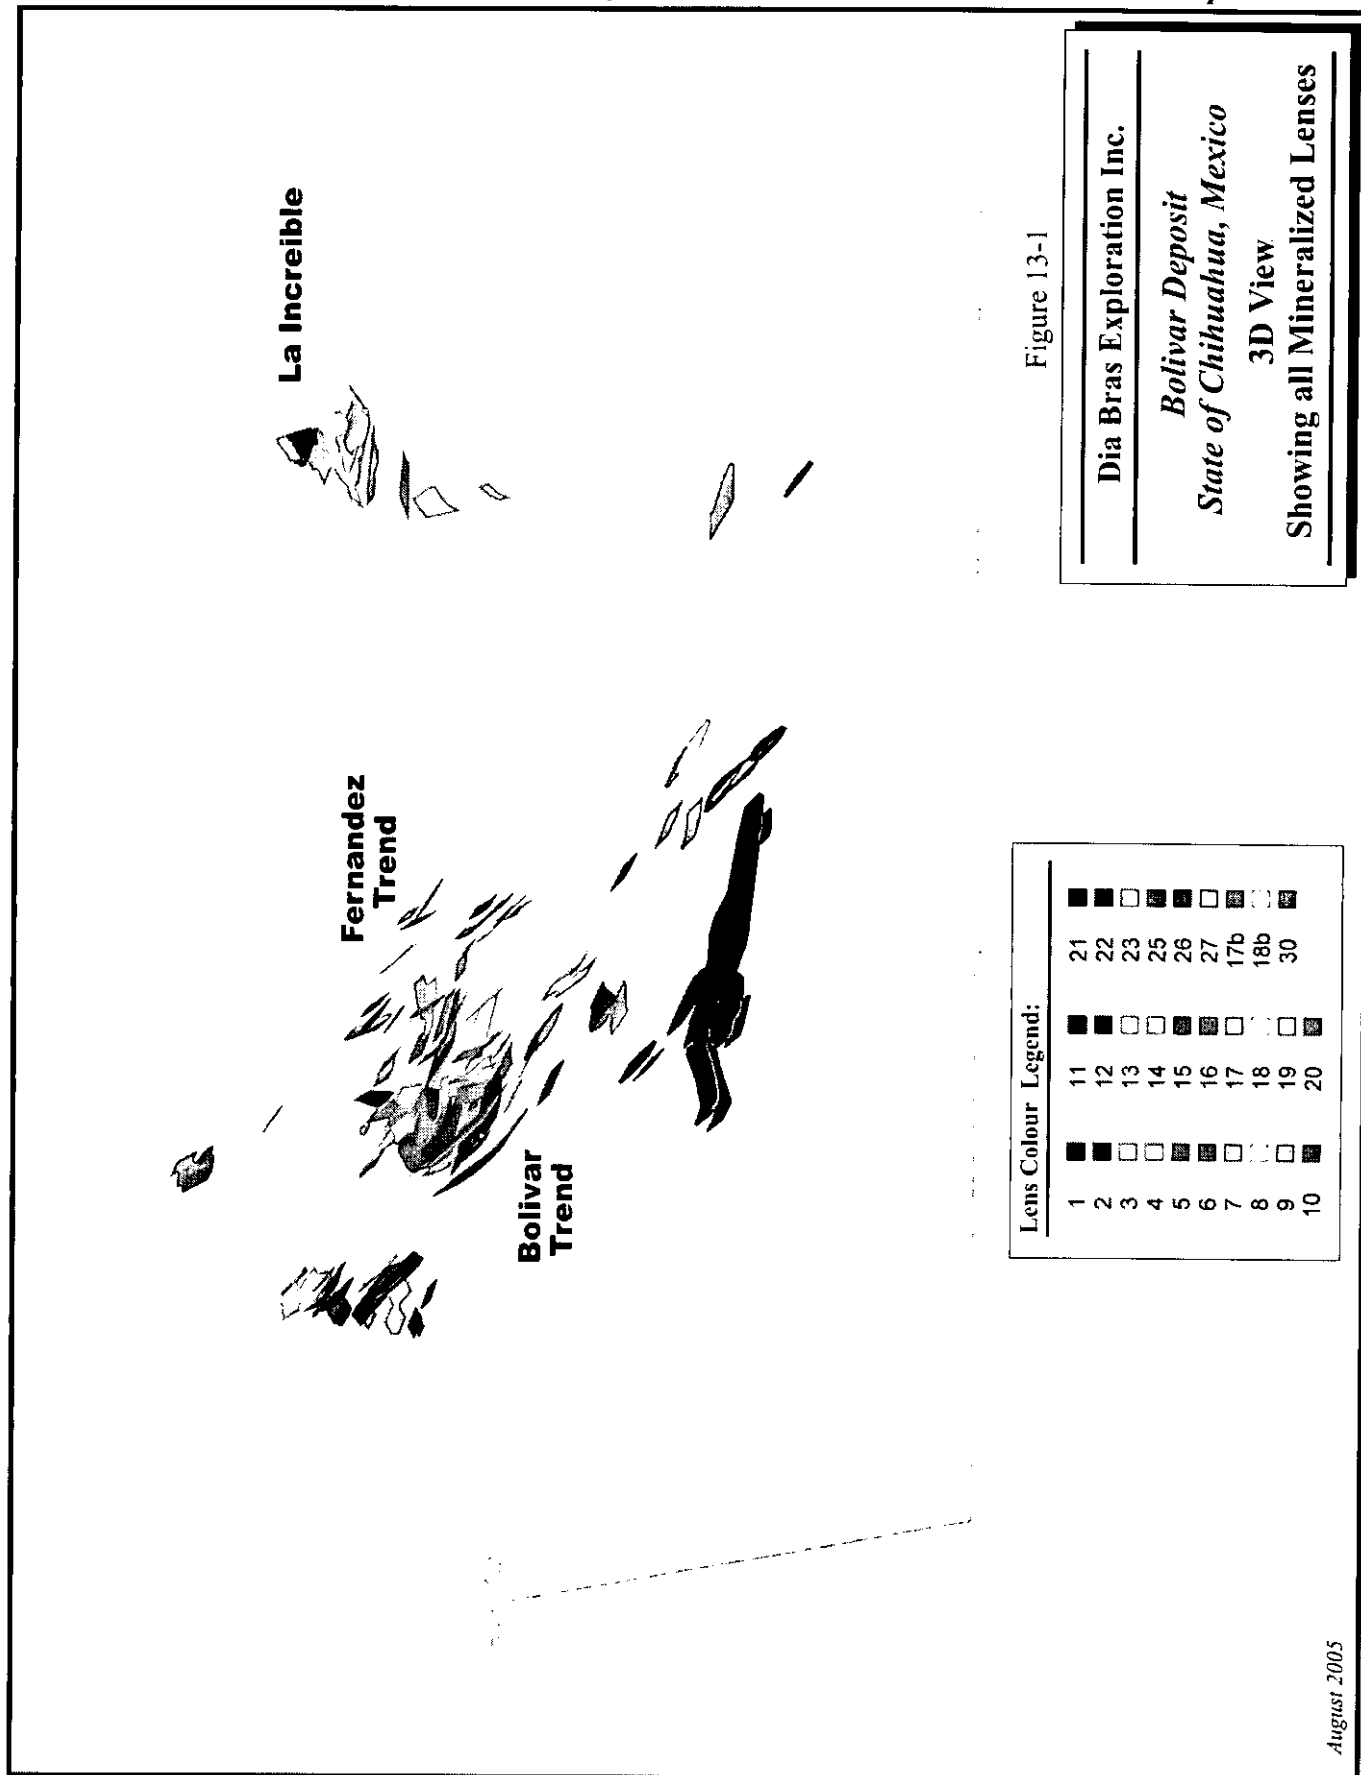 La Increible
Fernandez
Trend
Bolivar
Trend
Figure 13-1
Dia Bras Exploration Inc.
Bolivar Deposit
State of Chihuahua, Mexico
3D View
Showing all Mineralized Lenses
Lens Colour Legend:
1 11 21
2 12 22
3 13 23
4 14 25
5 15 26
6 16 27
7 17 17b
8 18 18b
9 19 30
10 20
August 2005